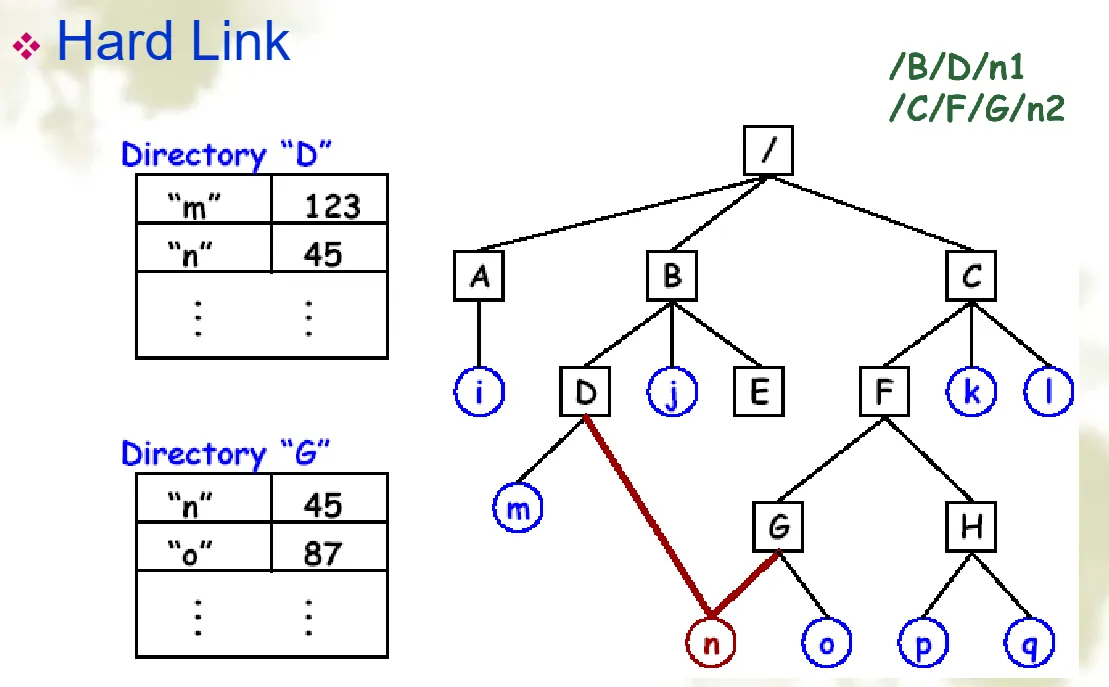 Hard Link
/B/D/n1
/C/F/G/n2
Directory “D”
“m” 123
“n” 45
Directory “G”
“n” 45
“o” 87
/
A B C
i D j E F k l
m G H
n o p q